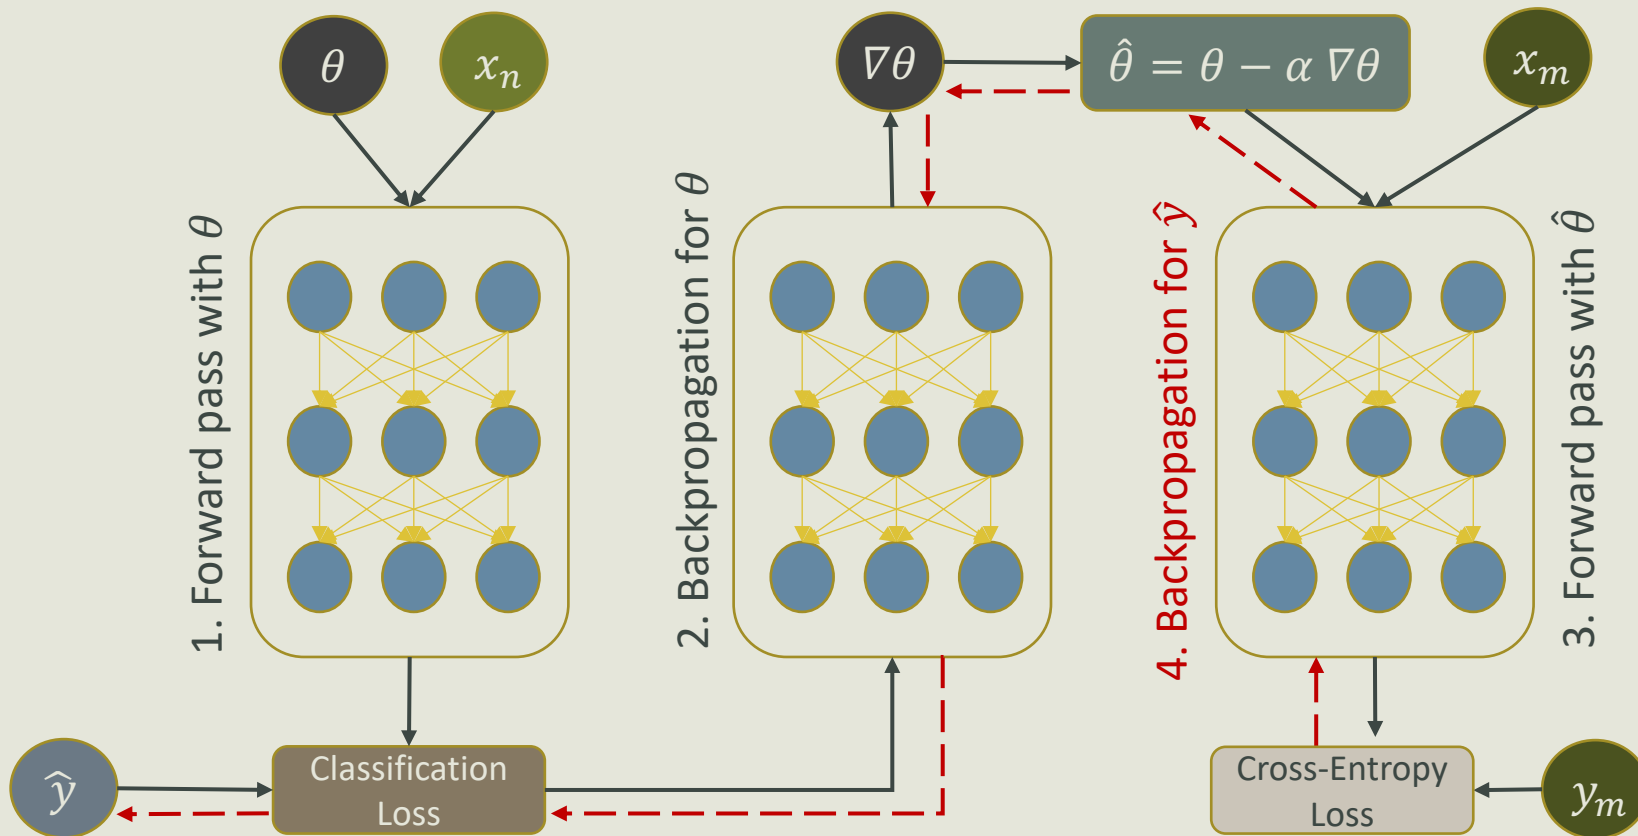 θ
x_n
∇θ
θ̂ = θ − α ∇θ
x_m
1. Forward pass with θ
2. Backpropagation for θ
4. Backpropagation for ŷ
3. Forward pass with θ̂
ŷ
Classification
Loss
Cross-Entropy
Loss
y_m